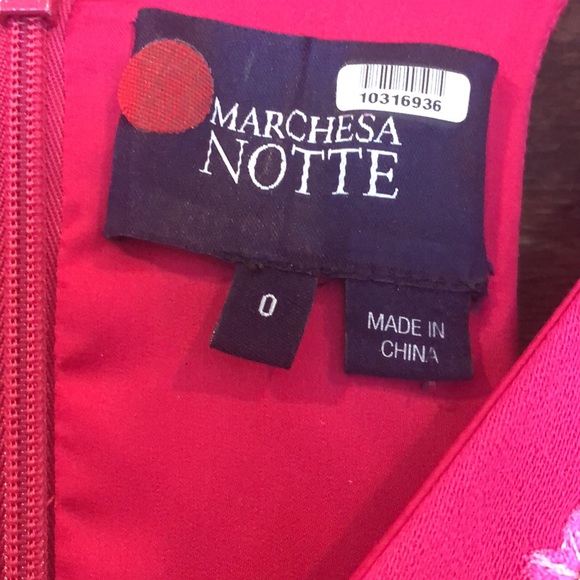 10316936
MARCHESA
NOTTE
0
MADE IN
CHINA